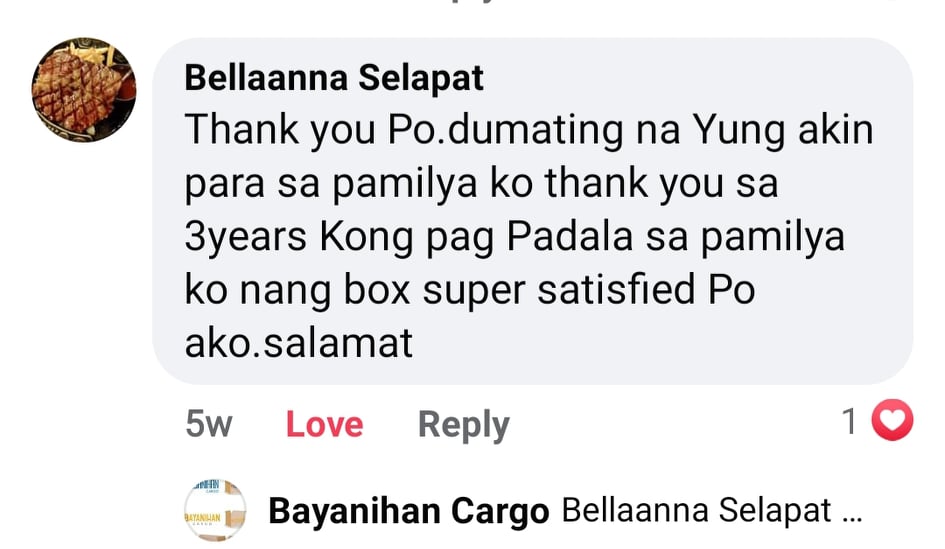 Bellaanna Selapat
Thank you Po.dumating na Yung akin
para sa pamilya ko thank you sa
3years Kong pag Padala sa pamilya
ko nang box super satisfied Po
ako.salamat
5w Love Reply 1
BAYANIHAN
Bayanihan Cargo Bellaanna Selapat ...